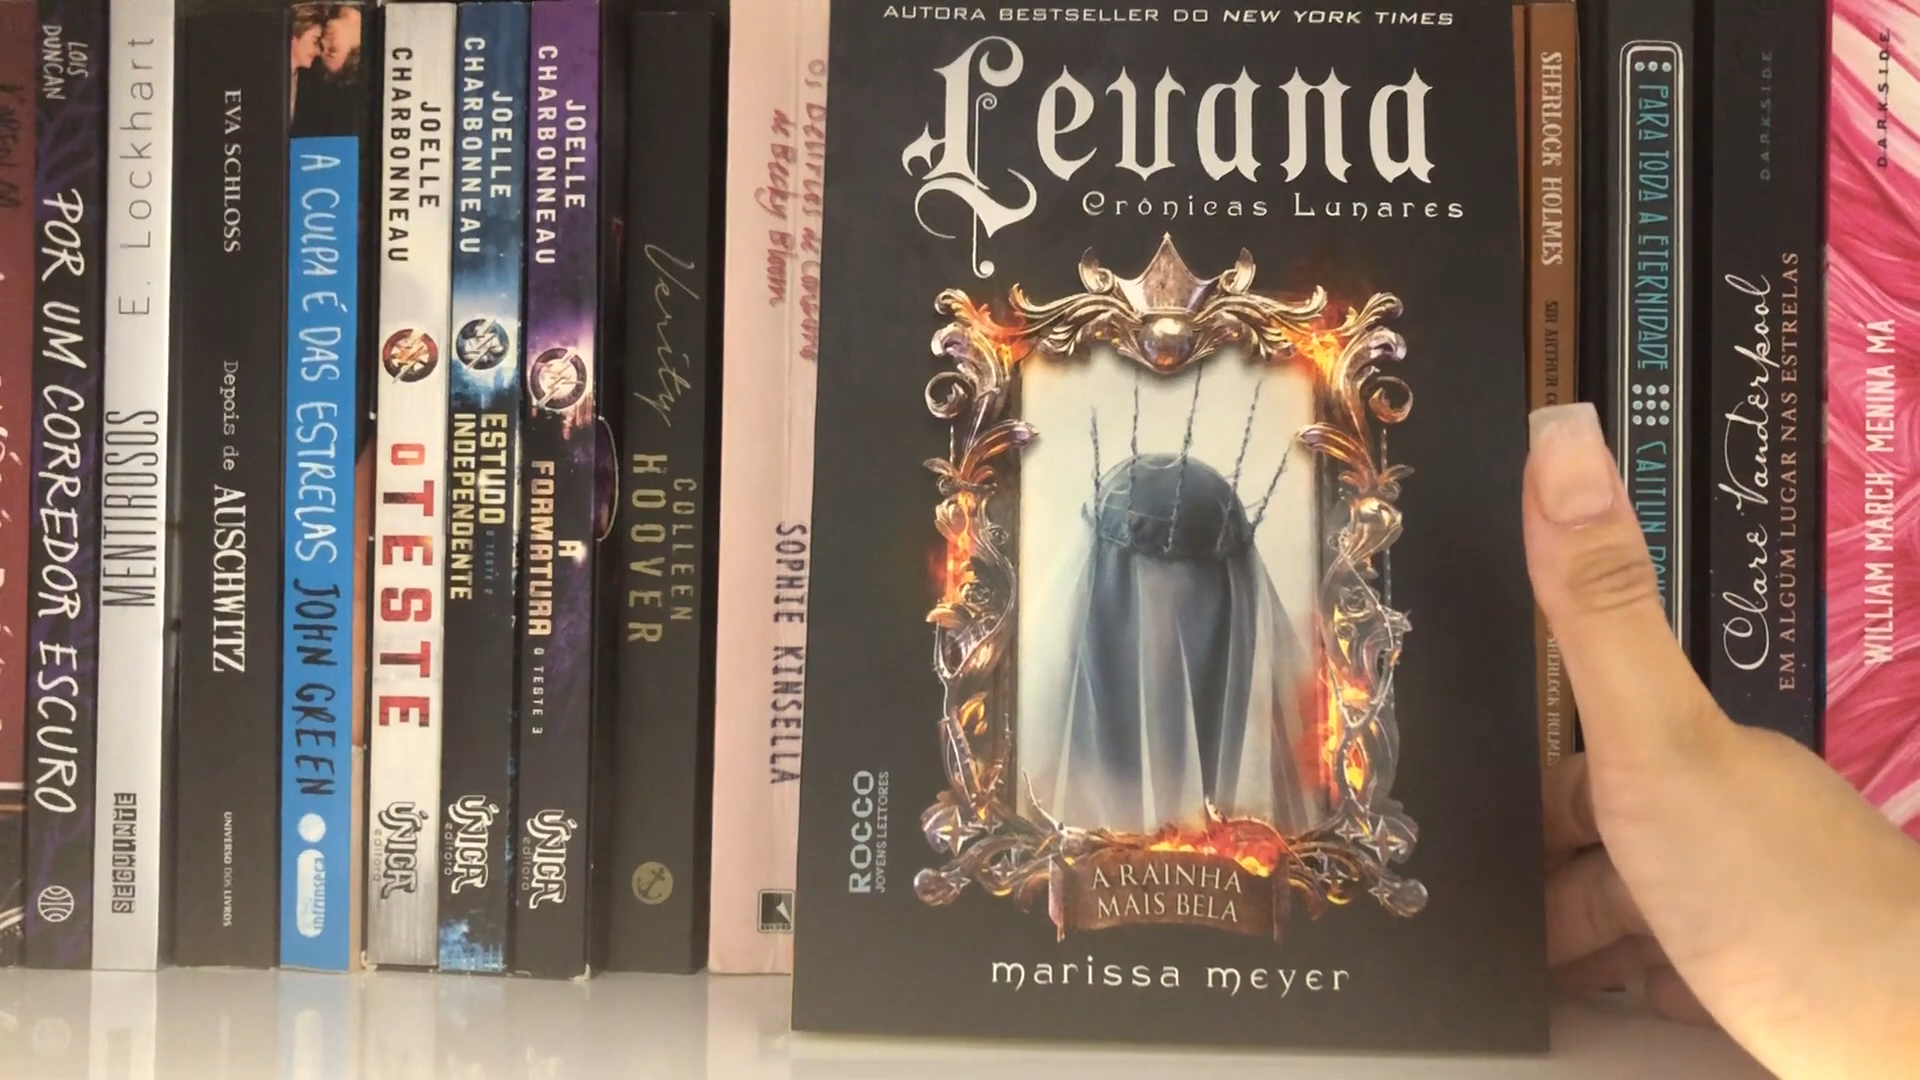 LOIS DUNCAN
POR UM CORREDOR ESCURO
E. Lockhart
MENTIROSOS
SEGUINTE
EVA SCHLOSS
Depois de AUSCHWITZ
UNIVERSO DOS LIVROS
A CULPA É DAS ESTRELAS JOHN GREEN
JOELLE CHARBONNEAU
O TESTE
ÚNICA
editora
JOELLE CHARBONNEAU
ESTUDO INDEPENDENTE
O TESTE 2
ÚNICA
editora
JOELLE CHARBONNEAU
A FORMATURA
O TESTE 3
ÚNICA
editora
Verity
COLLEEN HOOVER
Os Delírios de Consumo de Becky Bloom
SOPHIE KINSELLA
AUTORA BESTSELLER DO NEW YORK TIMES
Levana
Crônicas Lunares
A RAINHA
MAIS BELA
ROCCO
JOVENS LEITORES
marissa meyer
SHERLOCK HOLMES
SIR ARTHUR
SHERLOCK HOLMES
PARA TODA A ETERNIDADE
CAITLIN
DARKSIDE
Clare Vanderpool
EM ALGUM LUGAR NAS ESTRELAS
DARKSIDE
WILLIAM MARCH MENINA MÁ